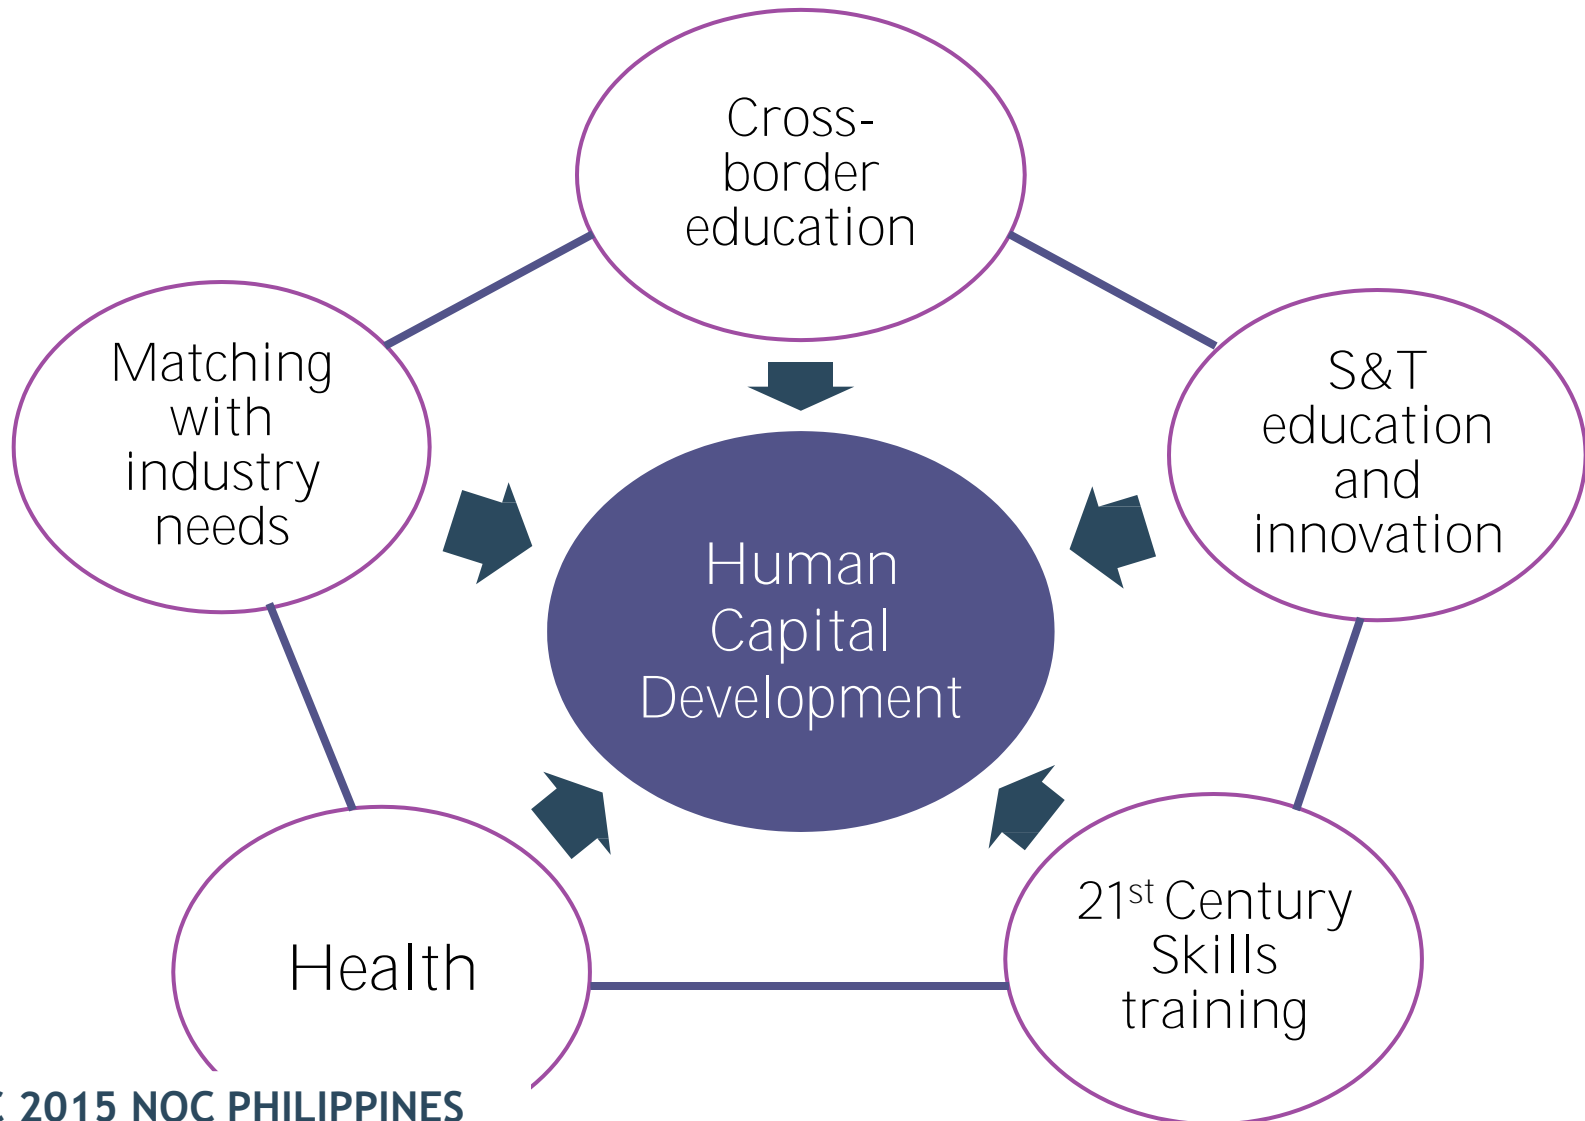 Cross-
border
education
Matching
with
industry
needs
S&T
education
and
innovation
Human
Capital
Development
Health
21st Century
Skills
training
2015 NOC PHILIPPINES